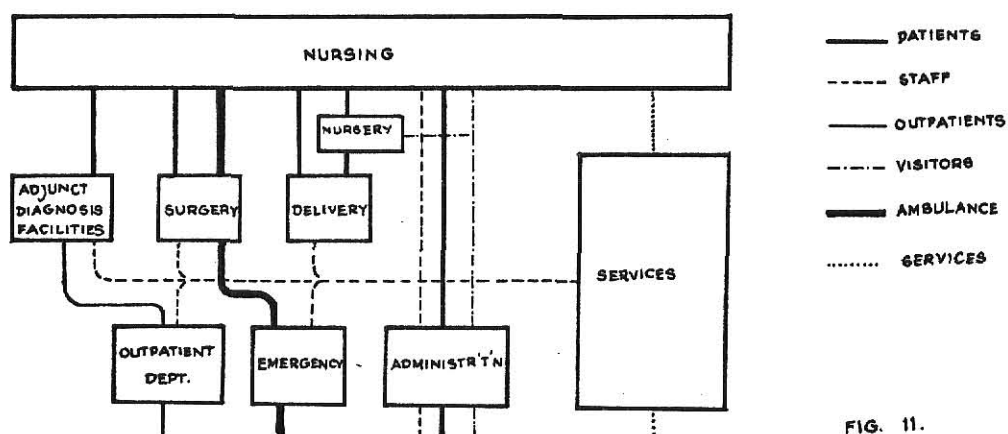 NURSING
NURSERY
ADJUNCT
DIAGNOSIS
FACILITIES
SURGERY
DELIVERY
SERVICES
OUTPATIENT
DEPT.
EMERGENCY
ADMINISTR'T'N
PATIENTS
STAFF
OUTPATIENTS
VISITORS
AMBULANCE
SERVICES
FIG. 11.